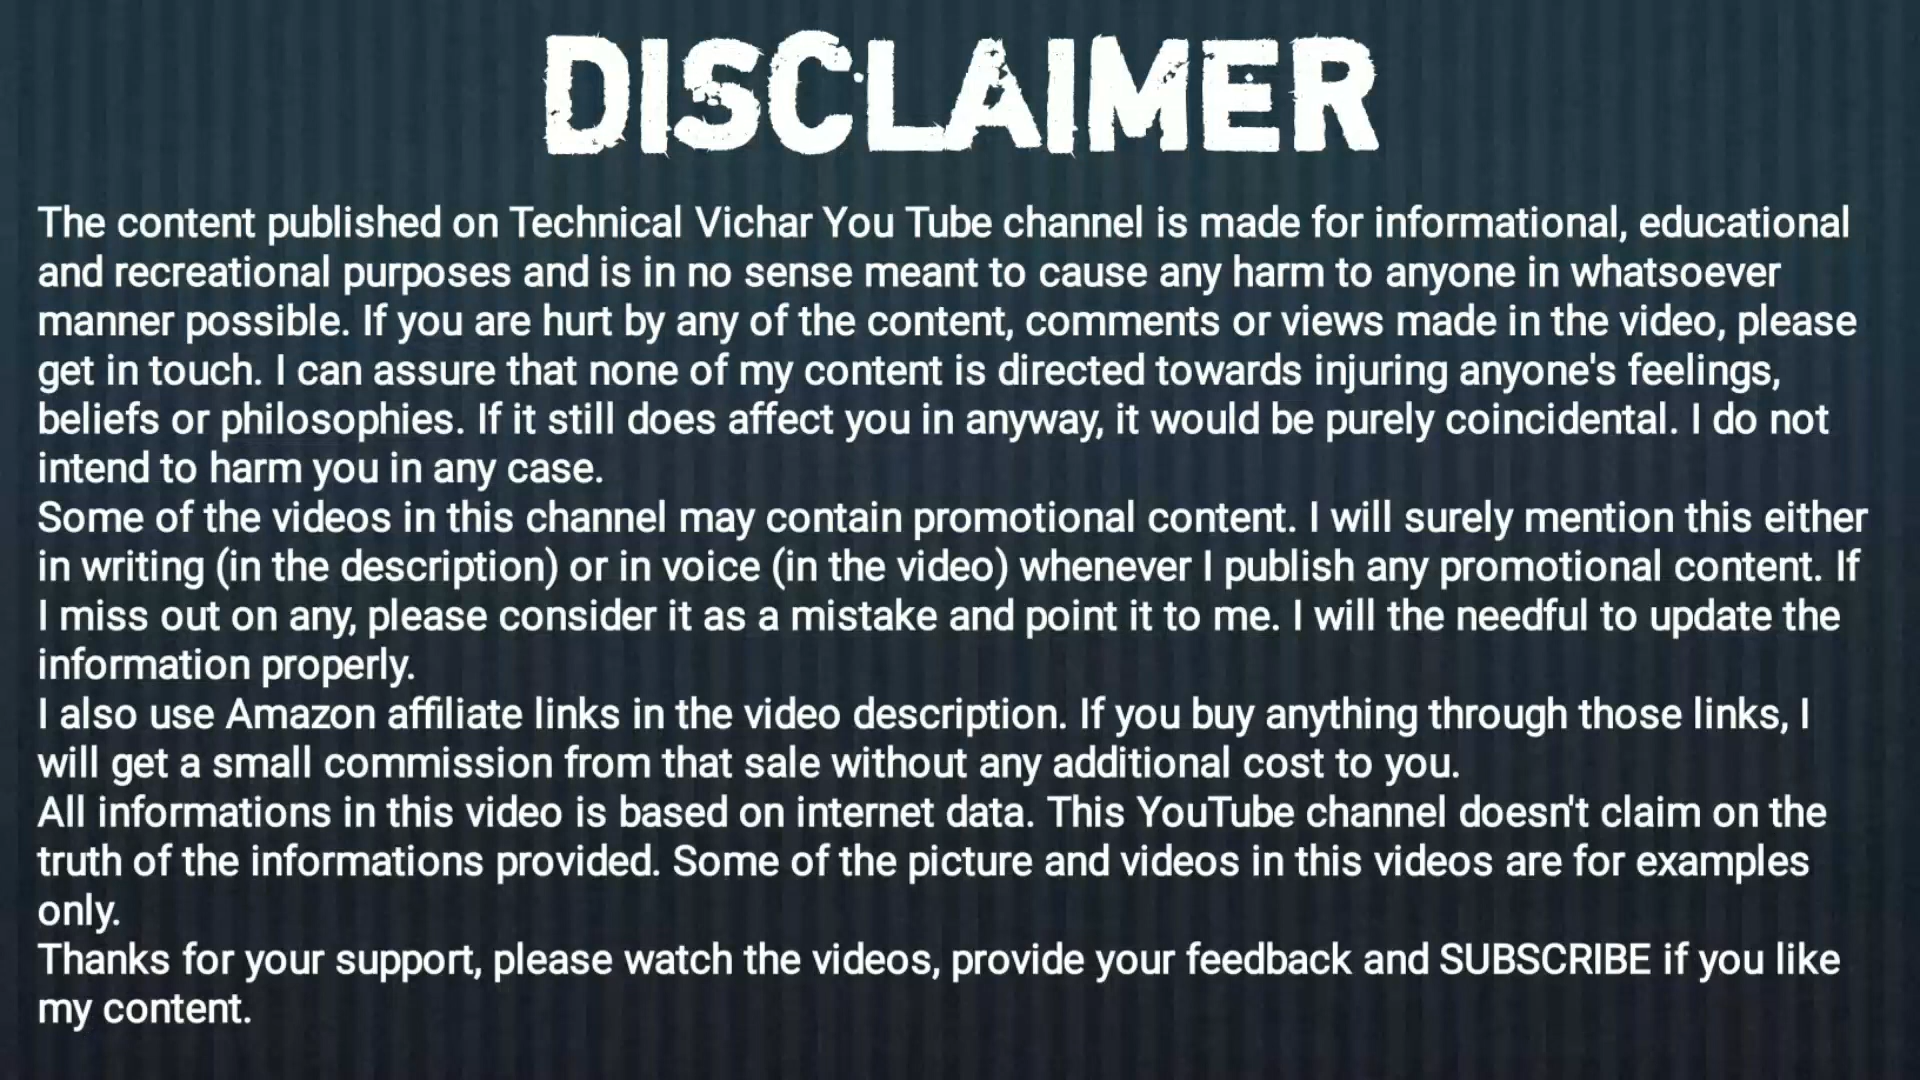 DISCLAIMER
The content published on Technical Vichar You Tube channel is made for informational, educational
and recreational purposes and is in no sense meant to cause any harm to anyone in whatsoever
manner possible. If you are hurt by any of the content, comments or views made in the video, please
get in touch. I can assure that none of my content is directed towards injuring anyone's feelings,
beliefs or philosophies. If it still does affect you in anyway, it would be purely coincidental. I do not
intend to harm you in any case.
Some of the videos in this channel may contain promotional content. I will surely mention this either
in writing (in the description) or in voice (in the video) whenever I publish any promotional content. If
I miss out on any, please consider it as a mistake and point it to me. I will the needful to update the
information properly.
I also use Amazon affiliate links in the video description. If you buy anything through those links, I
will get a small commission from that sale without any additional cost to you.
All informations in this video is based on internet data. This YouTube channel doesn't claim on the
truth of the informations provided. Some of the picture and videos in this videos are for examples
only.
Thanks for your support, please watch the videos, provide your feedback and SUBSCRIBE if you like
my content.